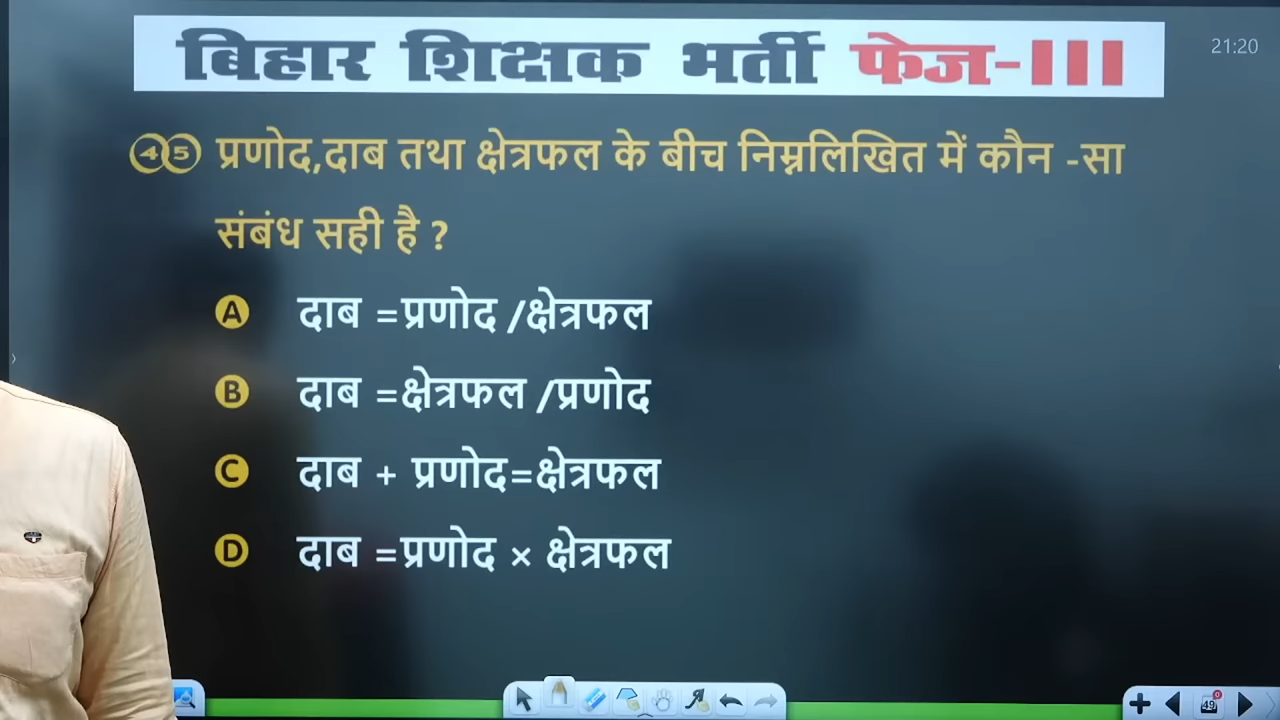 बिहार शिक्षक भर्ती फेज-III
21:20
45 प्रणोद,दाब तथा क्षेत्रफल के बीच निम्नलिखित में कौन -सा
संबंध सही है ?
A दाब =प्रणोद /क्षेत्रफल
B दाब =क्षेत्रफल /प्रणोद
C दाब + प्रणोद=क्षेत्रफल
D दाब =प्रणोद × क्षेत्रफल
49